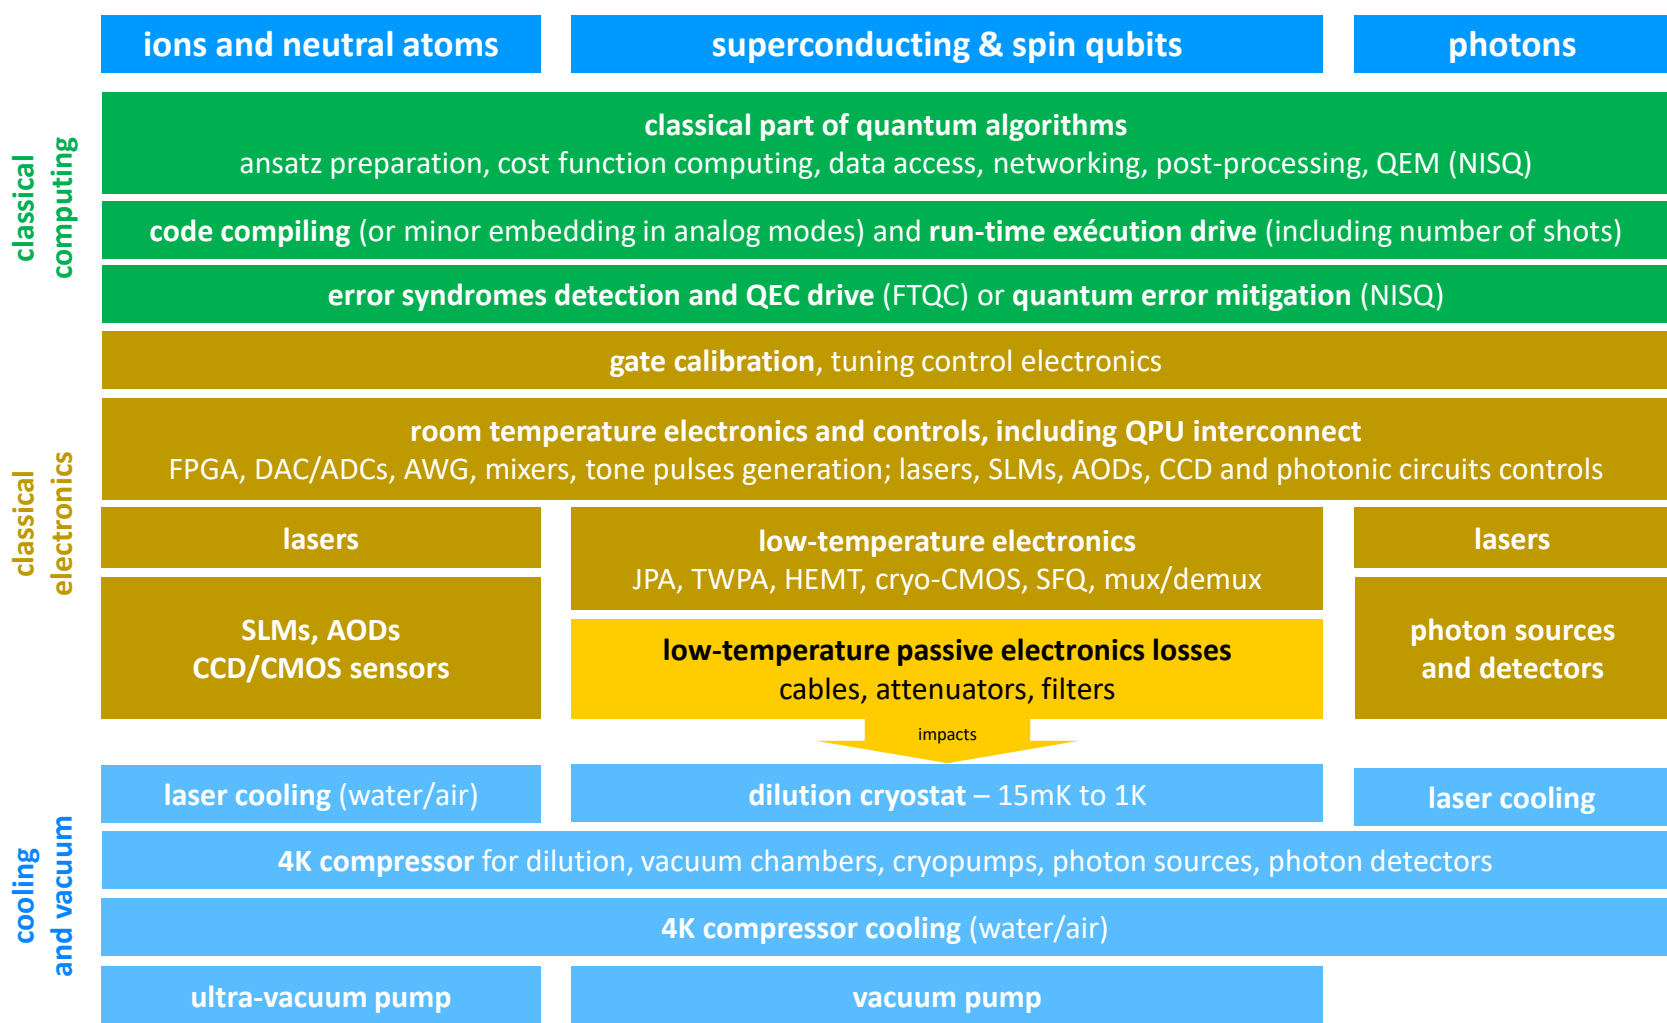 ions and neutral atoms
superconducting & spin qubits
photons
classical
computing
classical part of quantum algorithms
ansatz preparation, cost function computing, data access, networking, post-processing, QEM (NISQ)
code compiling (or minor embedding in analog modes) and run-time exécution drive (including number of shots)
error syndromes detection and QEC drive (FTQC) or quantum error mitigation (NISQ)
classical
electronics
gate calibration, tuning control electronics
room temperature electronics and controls, including QPU interconnect
FPGA, DAC/ADCs, AWG, mixers, tone pulses generation; lasers, SLMs, AODs, CCD and photonic circuits controls
lasers
SLMs, AODs
CCD/CMOS sensors
low-temperature electronics
JPA, TWPA, HEMT, cryo-CMOS, SFQ, mux/demux
low-temperature passive electronics losses
cables, attenuators, filters
impacts
lasers
photon sources
and detectors
cooling
and vacuum
laser cooling (water/air)
dilution cryostat – 15mK to 1K
laser cooling
4K compressor for dilution, vacuum chambers, cryopumps, photon sources, photon detectors
4K compressor cooling (water/air)
ultra-vacuum pump
vacuum pump